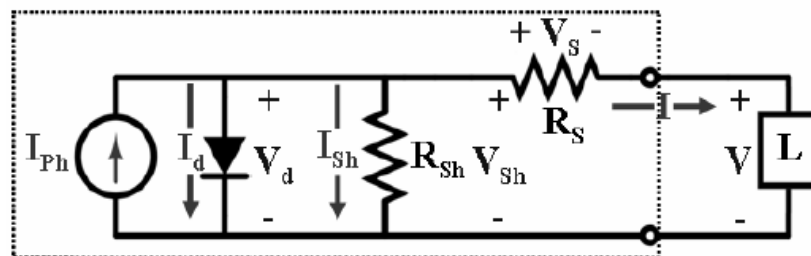 + V_S -
R_S
I
I_Ph
I_d
+
V_d
-
I_Sh
R_Sh
+
V_Sh
-
+
V
-
L